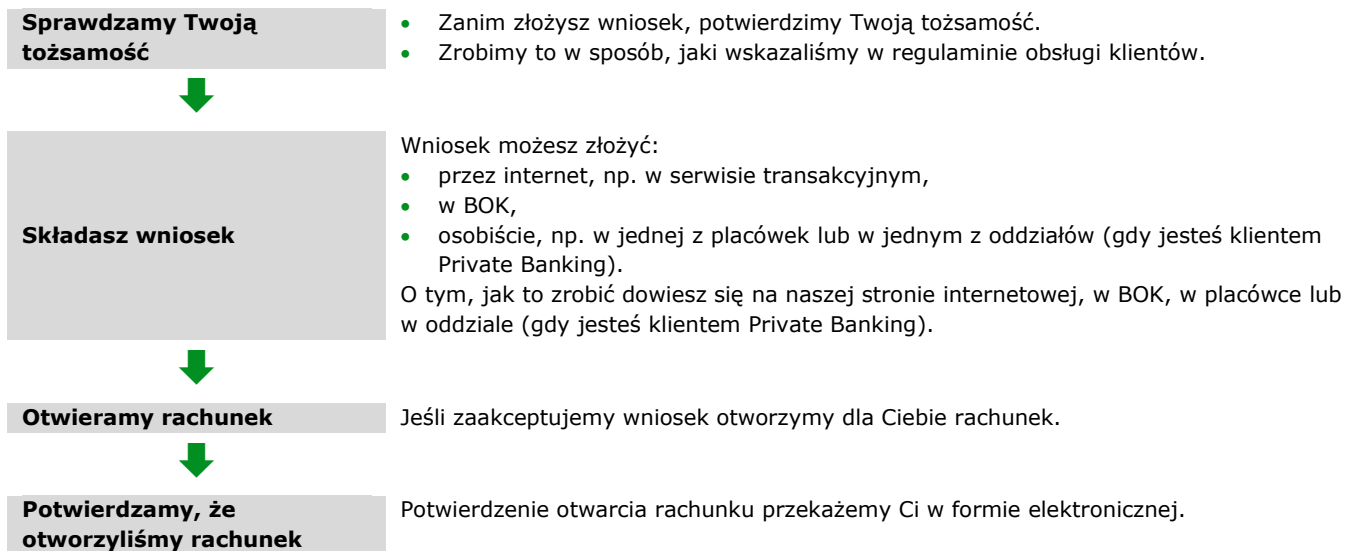 Sprawdzamy Twoją
tożsamość
• Zanim złożysz wniosek, potwierdzimy Twoją tożsamość.
• Zrobimy to w sposób, jaki wskazaliśmy w regulaminie obsługi klientów.
Składasz wniosek
Wniosek możesz złożyć:
• przez internet, np. w serwisie transakcyjnym,
• w BOK,
• osobiście, np. w jednej z placówek lub w jednym z oddziałów (gdy jesteś klientem
Private Banking).
O tym, jak to zrobić dowiesz się na naszej stronie internetowej, w BOK, w placówce lub
w oddziale (gdy jesteś klientem Private Banking).
Otwieramy rachunek
Jeśli zaakceptujemy wniosek otworzymy dla Ciebie rachunek.
Potwierdzamy, że
otworzyliśmy rachunek
Potwierdzenie otwarcia rachunku przekażemy Ci w formie elektronicznej.